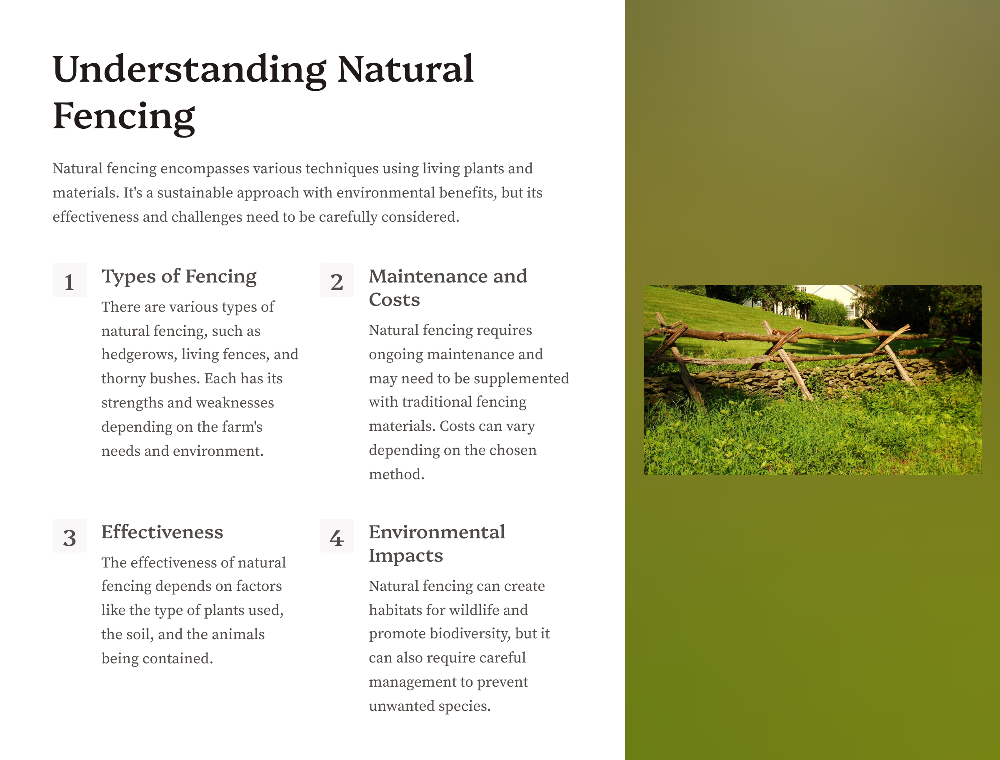 Understanding Natural
Fencing
Natural fencing encompasses various techniques using living plants and
materials. It's a sustainable approach with environmental benefits, but its
effectiveness and challenges need to be carefully considered.
1
Types of Fencing
There are various types of
natural fencing, such as
hedgerows, living fences, and
thorny bushes. Each has its
strengths and weaknesses
depending on the farm's
needs and environment.
2
Maintenance and
Costs
Natural fencing requires
ongoing maintenance and
may need to be supplemented
with traditional fencing
materials. Costs can vary
depending on the chosen
method.
3
Effectiveness
The effectiveness of natural
fencing depends on factors
like the type of plants used,
the soil, and the animals
being contained.
4
Environmental
Impacts
Natural fencing can create
habitats for wildlife and
promote biodiversity, but it
can also require careful
management to prevent
unwanted species.